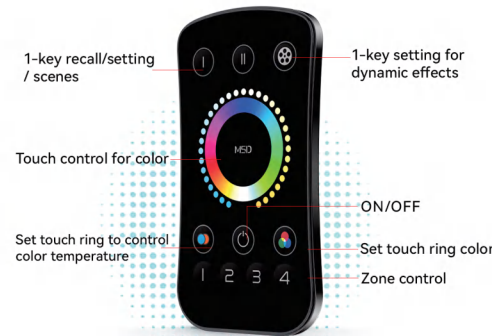 1-key recall/setting
/ scenes
1-key setting for
dynamic effects
I
II
Touch control for color
MSD
ON/OFF
Set touch ring to control
color temperature
Set touch ring color
Zone control
1 2 3 4